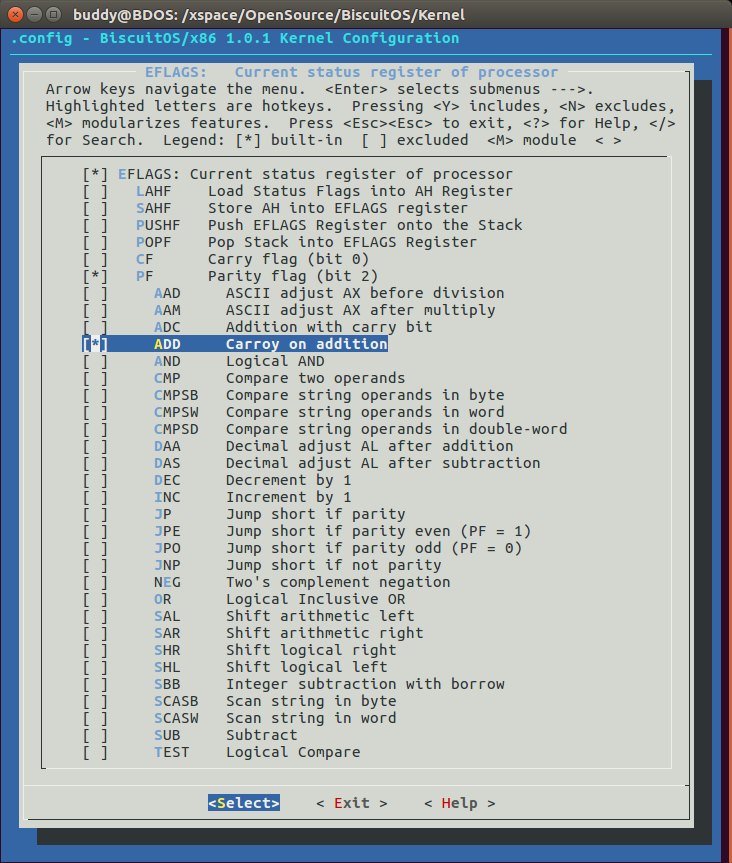 buddy@BDOS: /xspace/OpenSource/BiscuitOS/Kernel
.config - BiscuitOS/x86 1.0.1 Kernel Configuration
EFLAGS:   Current status register of processor
Arrow keys navigate the menu.  <Enter> selects submenus --->.
Highlighted letters are hotkeys.  Pressing <Y> includes, <N> excludes,
<M> modularizes features.  Press <Esc><Esc> to exit, <?> for Help, </>
for Search.  Legend: [*] built-in  [ ] excluded  <M> module  < >
[*] EFLAGS: Current status register of processor
[ ]   LAHF    Load Status Flags into AH Register
[ ]   SAHF    Store AH into EFLAGS register
[ ]   PUSHF   Push EFLAGS Register onto the Stack
[ ]   POPF    Pop Stack into EFLAGS Register
[ ]   CF      Carry flag (bit 0)
[*]   PF      Parity flag (bit 2)
[ ]     AAD     ASCII adjust AX before division
[ ]     AAM     ASCII adjust AX after multiply
[ ]     ADC     Addition with carry bit
[*]     ADD     Carroy on addition
[ ]     AND     Logical AND
[ ]     CMP     Compare two operands
[ ]     CMPSB   Compare string operands in byte
[ ]     CMPSW   Compare string operands in word
[ ]     CMPSD   Compare string operands in double-word
[ ]     DAA     Decimal adjust AL after addition
[ ]     DAS     Decimal adjust AL after subtraction
[ ]     DEC     Decrement by 1
[ ]     INC     Increment by 1
[ ]     JP      Jump short if parity
[ ]     JPE     Jump short if parity even (PF = 1)
[ ]     JPO     Jump short if parity odd (PF = 0)
[ ]     JNP     Jump short if not parity
[ ]     NEG     Two's complement negation
[ ]     OR      Logical Inclusive OR
[ ]     SAL     Shift arithmetic left
[ ]     SAR     Shift arithmetic right
[ ]     SHR     Shift logical right
[ ]     SHL     Shift logical left
[ ]     SBB     Integer subtraction with borrow
[ ]     SCASB   Scan string in byte
[ ]     SCASW   Scan string in word
[ ]     SUB     Subtract
[ ]     TEST    Logical Compare
<Select>    < Exit >    < Help >